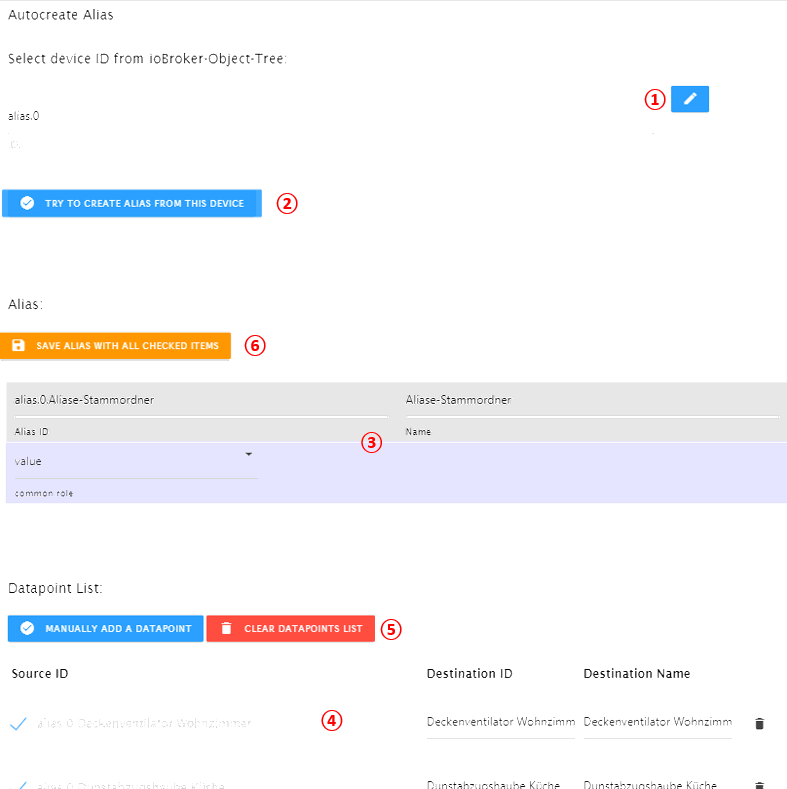 Autocreate Alias
Select device ID from ioBroker-Object-Tree:
①
alias.0
TRY TO CREATE ALIAS FROM THIS DEVICE ②
Alias:
SAVE ALIAS WITH ALL CHECKED ITEMS ⑥
alias.0.Aliase-Stammordner Aliase-Stammordner
Alias ID Name
③
value
common role
Datapoint List:
MANUALLY ADD A DATAPOINT CLEAR DATAPOINTS LIST ⑤
Source ID Destination ID Destination Name
alias.0.Deckenventilator Wohnzimmer ④ Deckenventilator Wohnzimm Deckenventilator Wohnzimm
alias.0.Dunstabzugshaube Küche Dunstabzugshaube Küche Dunstabzugshaube Küche